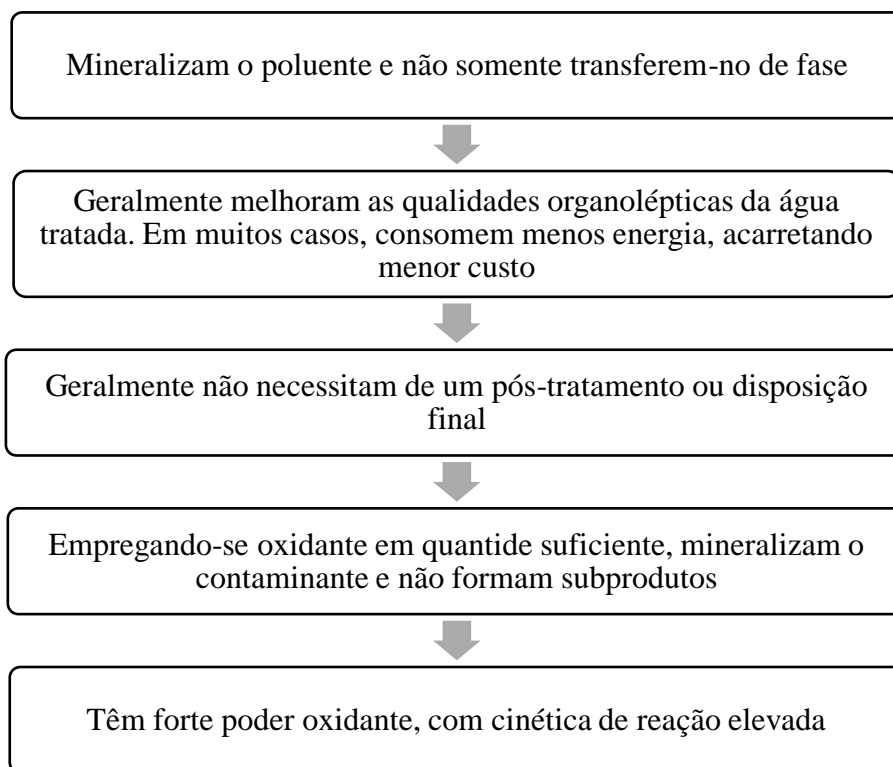 Mineralizam o poluente e não somente transferem-no de fase
Geralmente melhoram as qualidades organolépticas da água
tratada. Em muitos casos, consomem menos energia, acarretando
menor custo
Geralmente não necessitam de um pós-tratamento ou disposição
final
Empregando-se oxidante em quantide suficiente, mineralizam o
contaminante e não formam subprodutos
Têm forte poder oxidante, com cinética de reação elevada